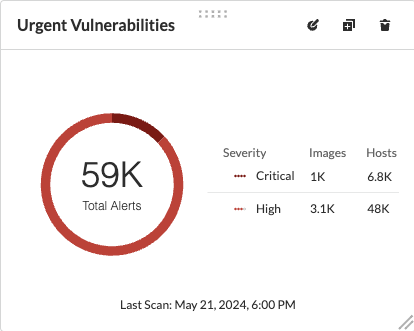 Urgent Vulnerabilities
59K
Total Alerts
Severity Images Hosts
Critical 1K 6.8K
High 3.1K 48K
Last Scan: May 21, 2024, 6:00 PM